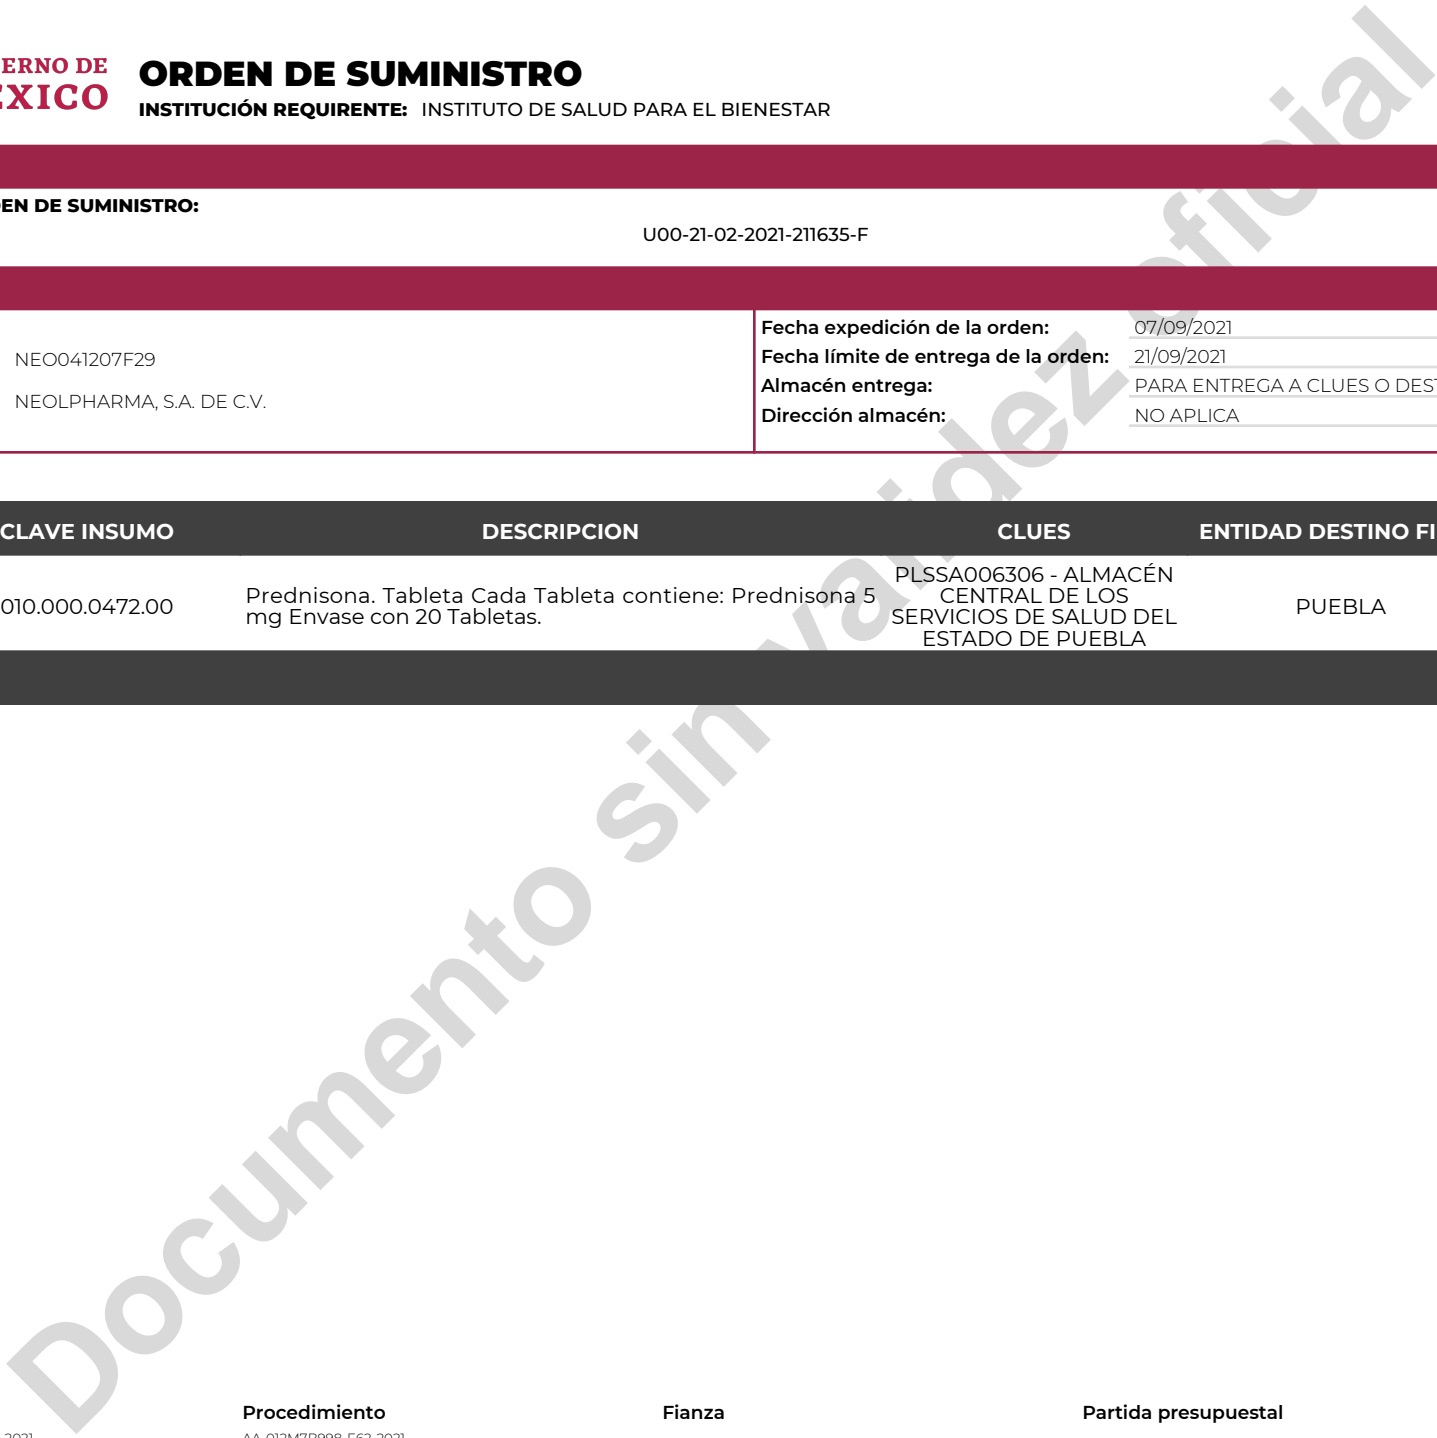 ERNO DE
EXICO
ORDEN DE SUMINISTRO
INSTITUCIÓN REQUIRENTE: INSTITUTO DE SALUD PARA EL BIENESTAR
EN DE SUMINISTRO:
U00-21-02-2021-211635-F
NEO041207F29
NEOLPHARMA, S.A. DE C.V.
Fecha expedición de la orden: 07/09/2021
Fecha límite de entrega de la orden: 21/09/2021
Almacén entrega: PARA ENTREGA A CLUES O DEST
Dirección almacén: NO APLICA
CLAVE INSUMO DESCRIPCION CLUES ENTIDAD DESTINO FI
010.000.0472.00
Prednisona. Tableta Cada Tableta contiene: Prednisona 5
mg Envase con 20 Tabletas.
PLSSA006306 - ALMACÉN
CENTRAL DE LOS
SERVICIOS DE SALUD DEL
ESTADO DE PUEBLA
PUEBLA
Documento sin validez oficial
Procedimiento Fianza Partida presupuestal